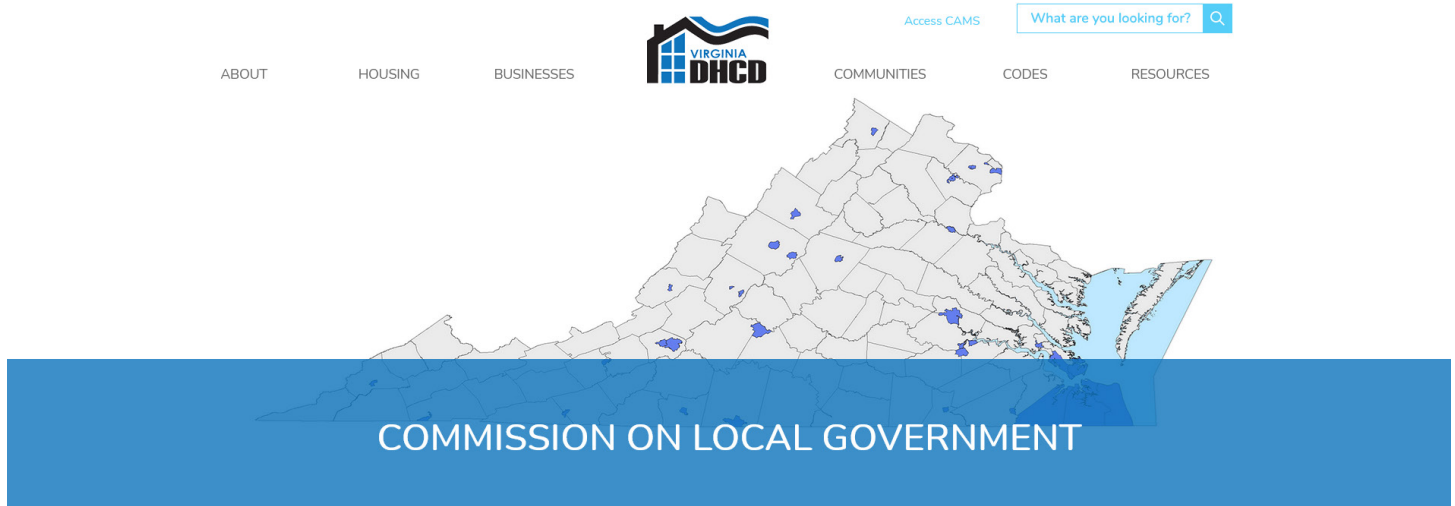 Access CAMS
What are you looking for?
VIRGINIA
DHCD
ABOUT HOUSING BUSINESSES COMMUNITIES CODES RESOURCES
COMMISSION ON LOCAL GOVERNMENT